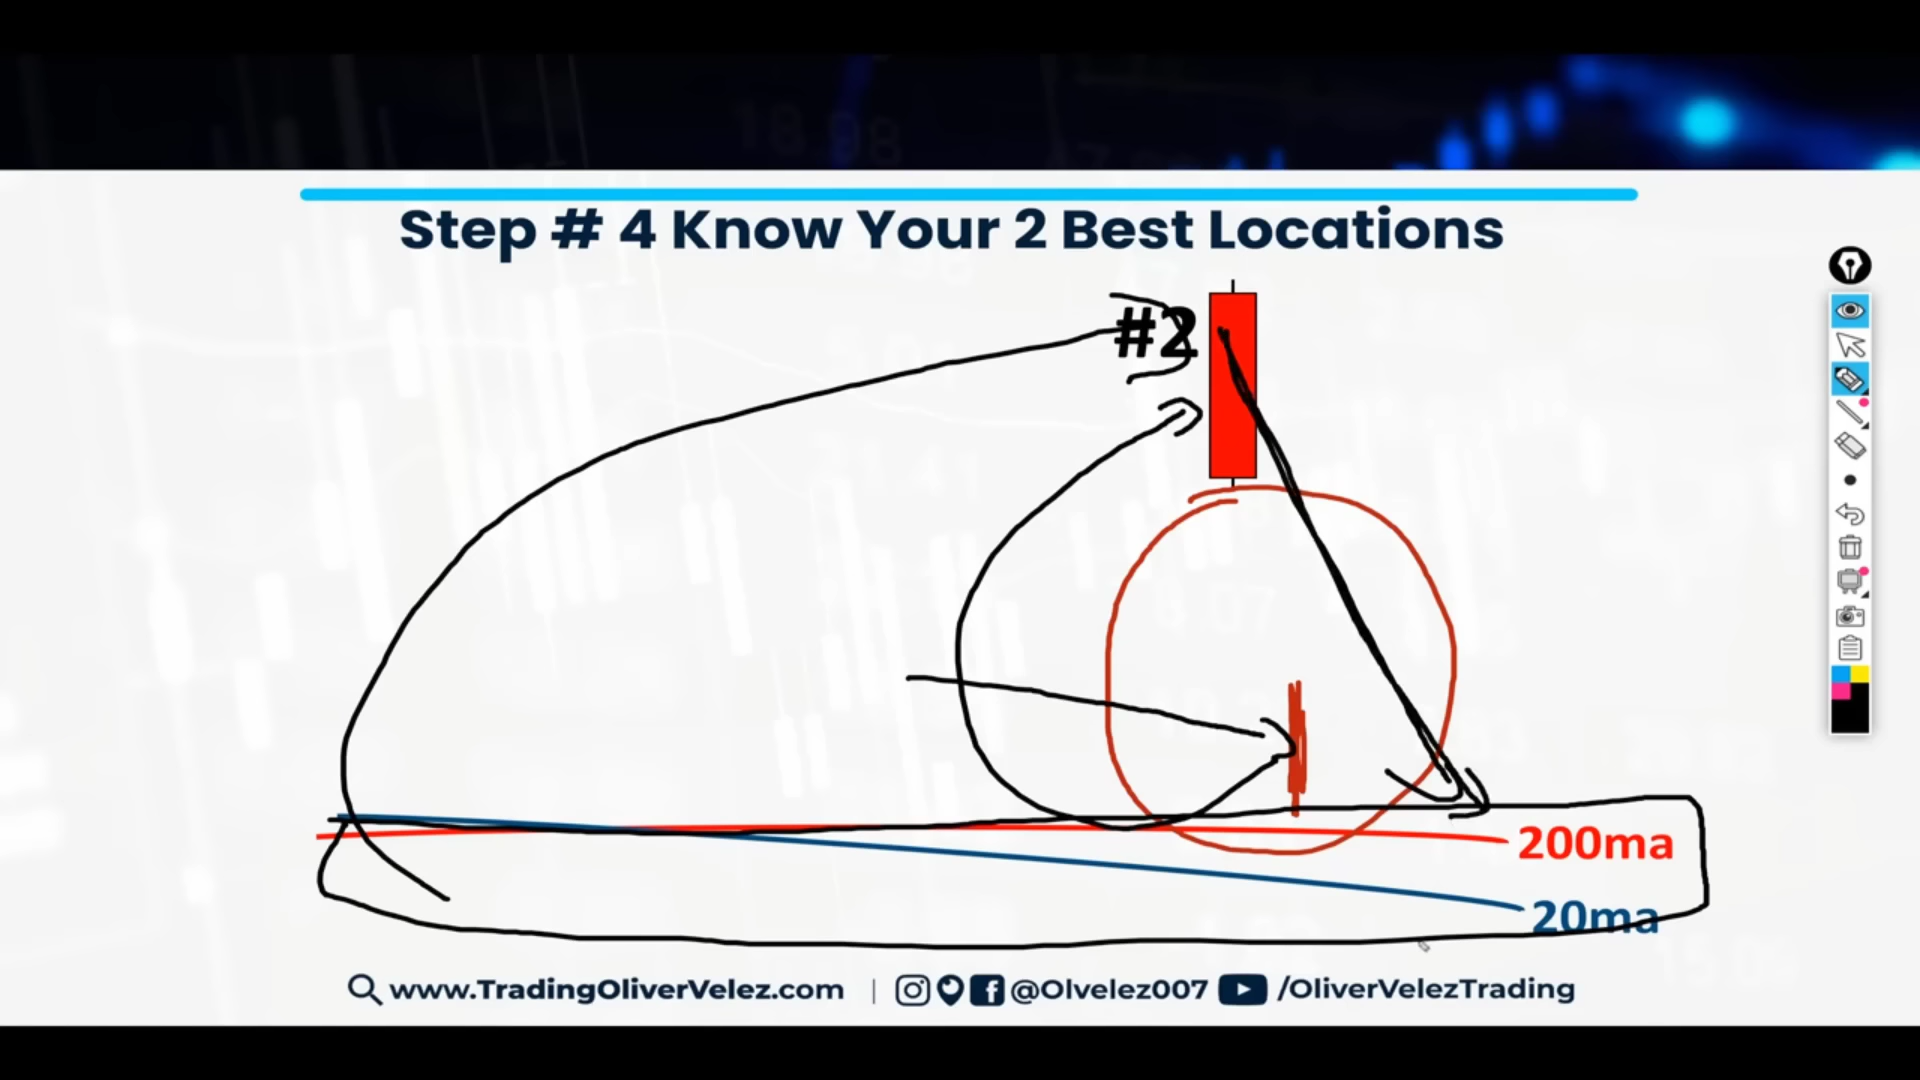 Step # 4 Know Your 2 Best Locations
#2
200ma
20ma
www.TradingOliverVelez.com | @Olvelez007 /OliverVelezTrading